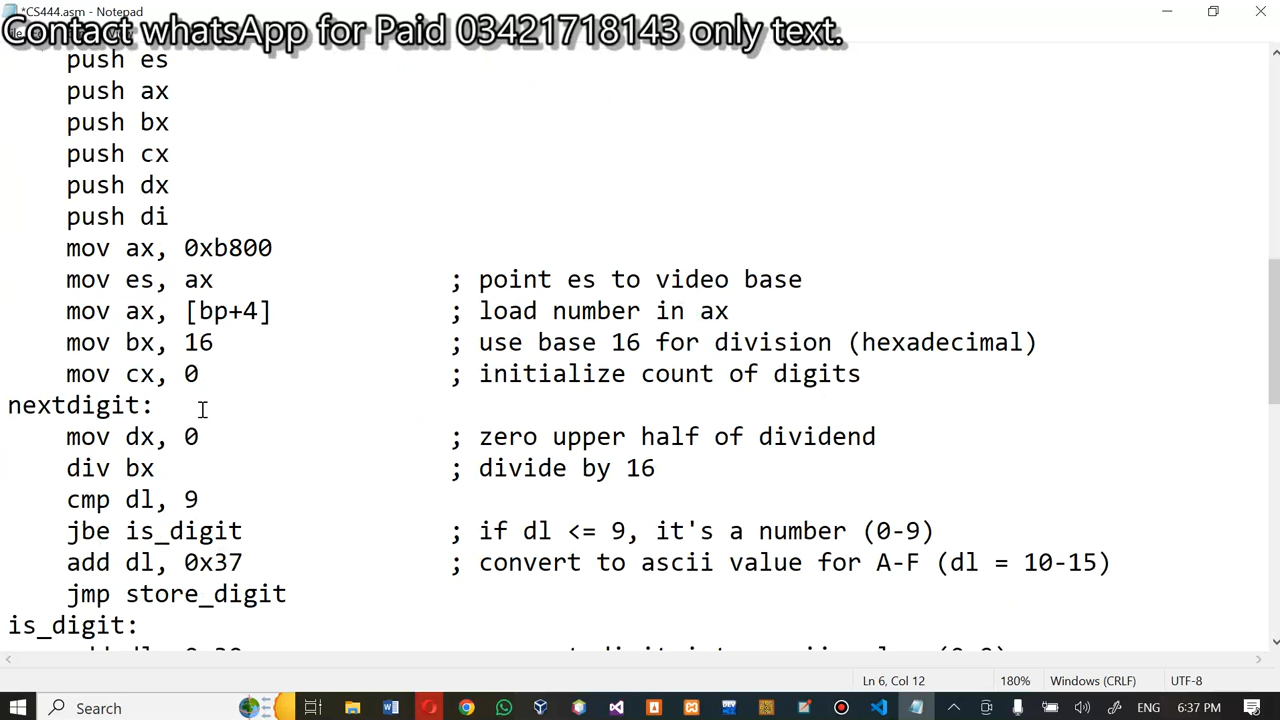 *CS444.asm - Notepad
Contact whatsApp for Paid 03421718143 only text.
push es
push ax
push bx
push cx
push dx
push di
mov ax, 0xb800
mov es, ax ; point es to video base
mov ax, [bp+4] ; load number in ax
mov bx, 16 ; use base 16 for division (hexadecimal)
mov cx, 0 ; initialize count of digits
nextdigit:
mov dx, 0 ; zero upper half of dividend
div bx ; divide by 16
cmp dl, 9
jbe is_digit ; if dl <= 9, it's a number (0-9)
add dl, 0x37 ; convert to ascii value for A-F (dl = 10-15)
jmp store_digit
is_digit:
Ln 6, Col 12 180% Windows (CRLF) UTF-8
Search ENG 6:37 PM